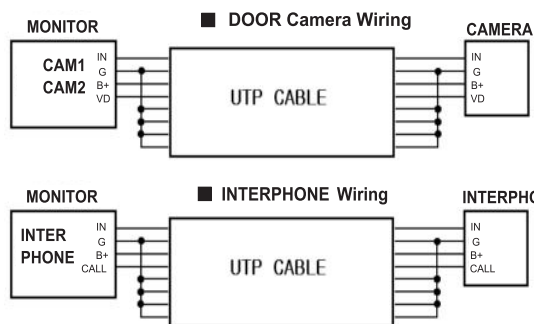 ■ DOOR Camera Wiring
MONITOR
CAMERA
CAM1
CAM2
IN
G
B+
VD
UTP CABLE
IN
G
B+
VD
■ INTERPHONE Wiring
MONITOR
INTERPHO
INTER
PHONE
IN
G
B+
CALL
UTP CABLE
IN
G
B+
CALL